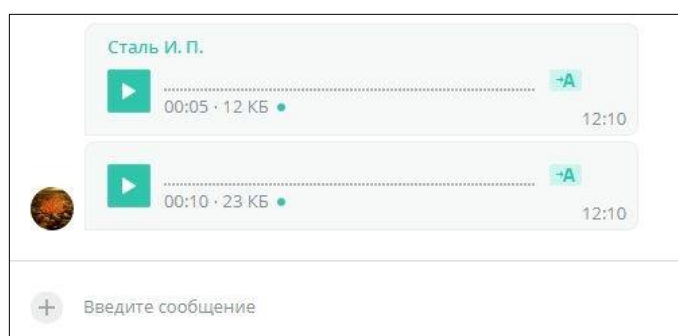 Сталь И. П.
→A
00:05 · 12 КБ
12:10
→A
00:10 · 23 КБ
12:10
Введите сообщение